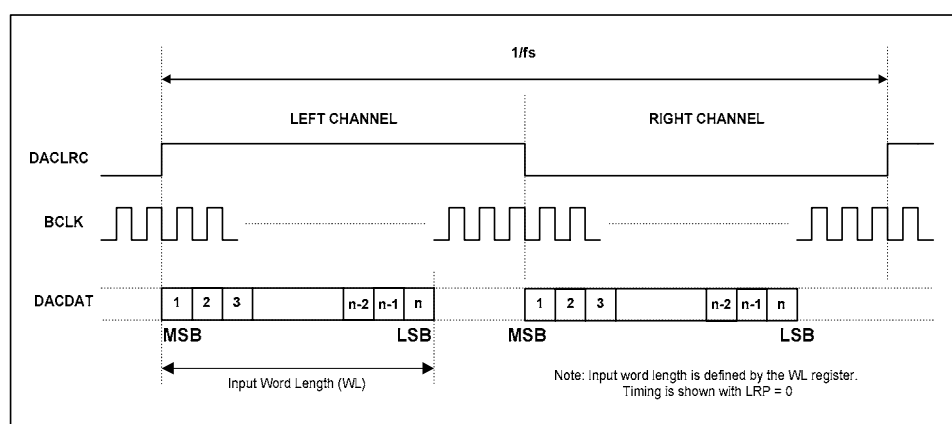 1/fs
LEFT CHANNEL RIGHT CHANNEL
DACLRC
BCLK
DACDAT 1 2 3 n-2 n-1 n 1 2 3 n-2 n-1 n
MSB LSB MSB LSB
Input Word Length (WL)
Note: Input word length is defined by the WL register.
Timing is shown with LRP = 0